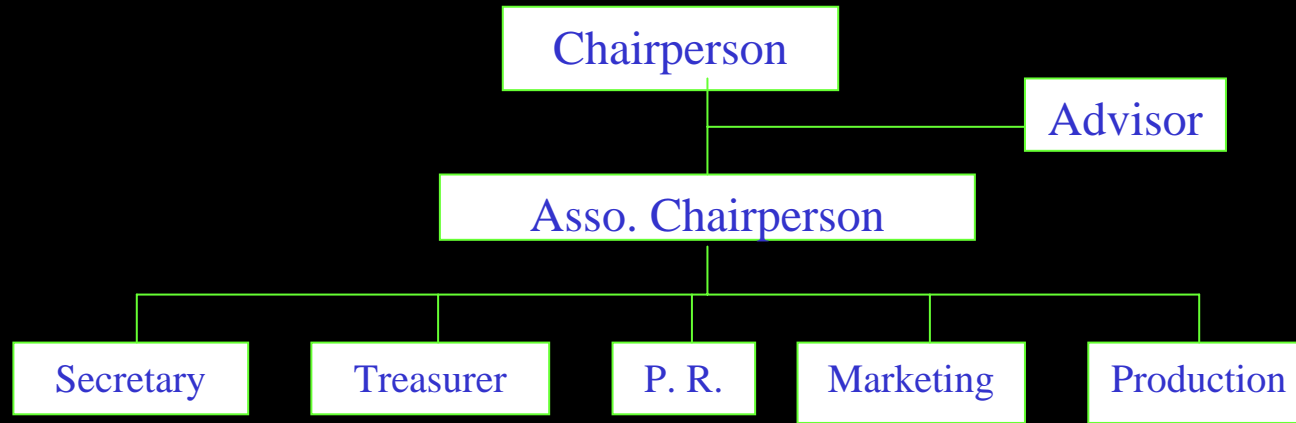 Chairperson
Advisor
Asso. Chairperson
Secretary
Treasurer
P. R.
Marketing
Production